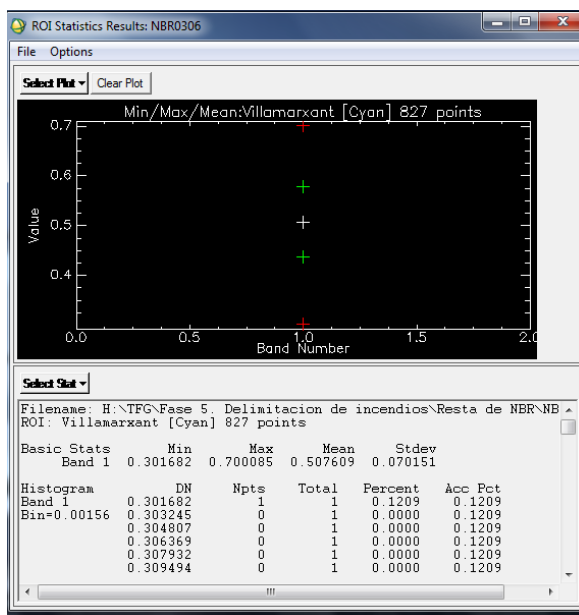 ROI Statistics Results: NBR0306
File Options
Select Plot Clear Plot
Min/Max/Mean:Villamarxant [Cyan] 827 points
0.7
0.6
0.5
0.4
Value
0.0 0.5 1.0 1.5 2.0
Band Number
Select Stat
Filename: H:\TFG\Fase 5. Delimitacion de incendios\Resta de NBR\NB
ROI: Villamarxant [Cyan] 827 points
Basic Stats Min Max Mean Stdev
Band 1 0.301682 0.700085 0.507609 0.070151
Histogram DN Npts Total Percent Acc Pct
Band 1 0.301682 1 1 0.1209 0.1209
Bin=0.00156 0.303245 0 1 0.0000 0.1209
0.304807 0 1 0.0000 0.1209
0.306369 0 1 0.0000 0.1209
0.307932 0 1 0.0000 0.1209
0.309494 0 1 0.0000 0.1209